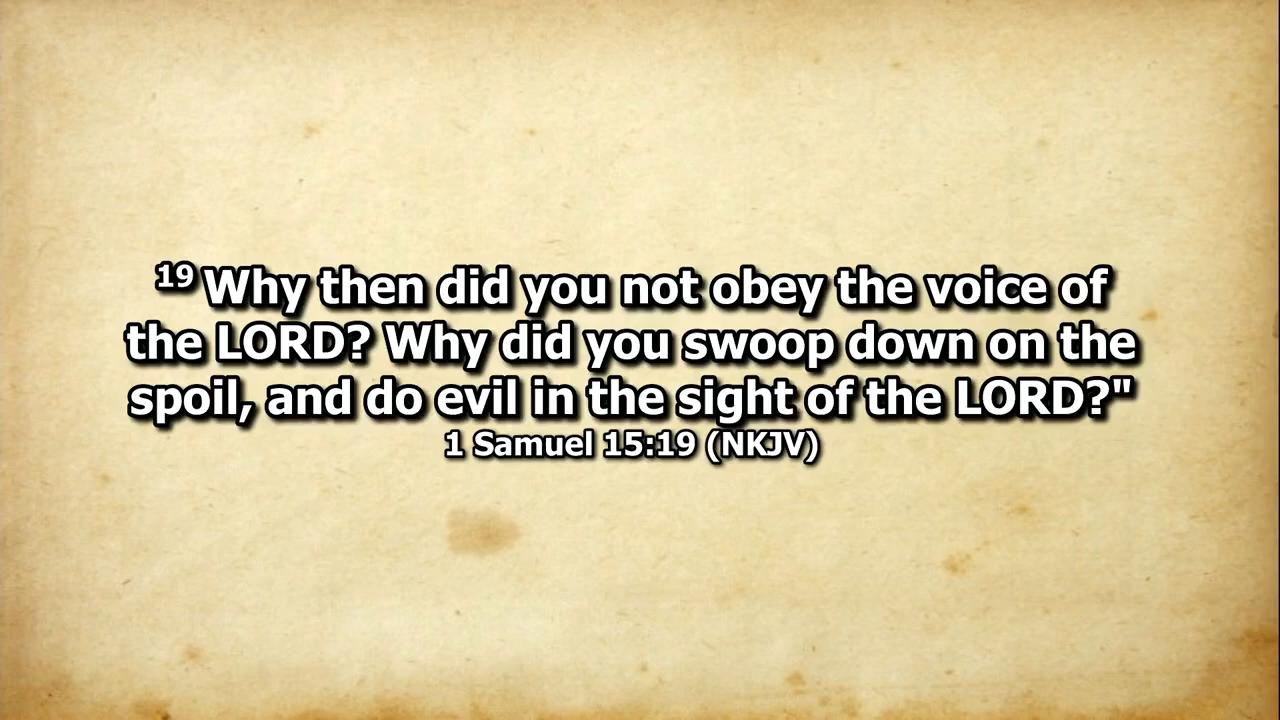 19 Why then did you not obey the voice of
the LORD? Why did you swoop down on the
spoil, and do evil in the sight of the LORD?"
1 Samuel 15:19 (NKJV)